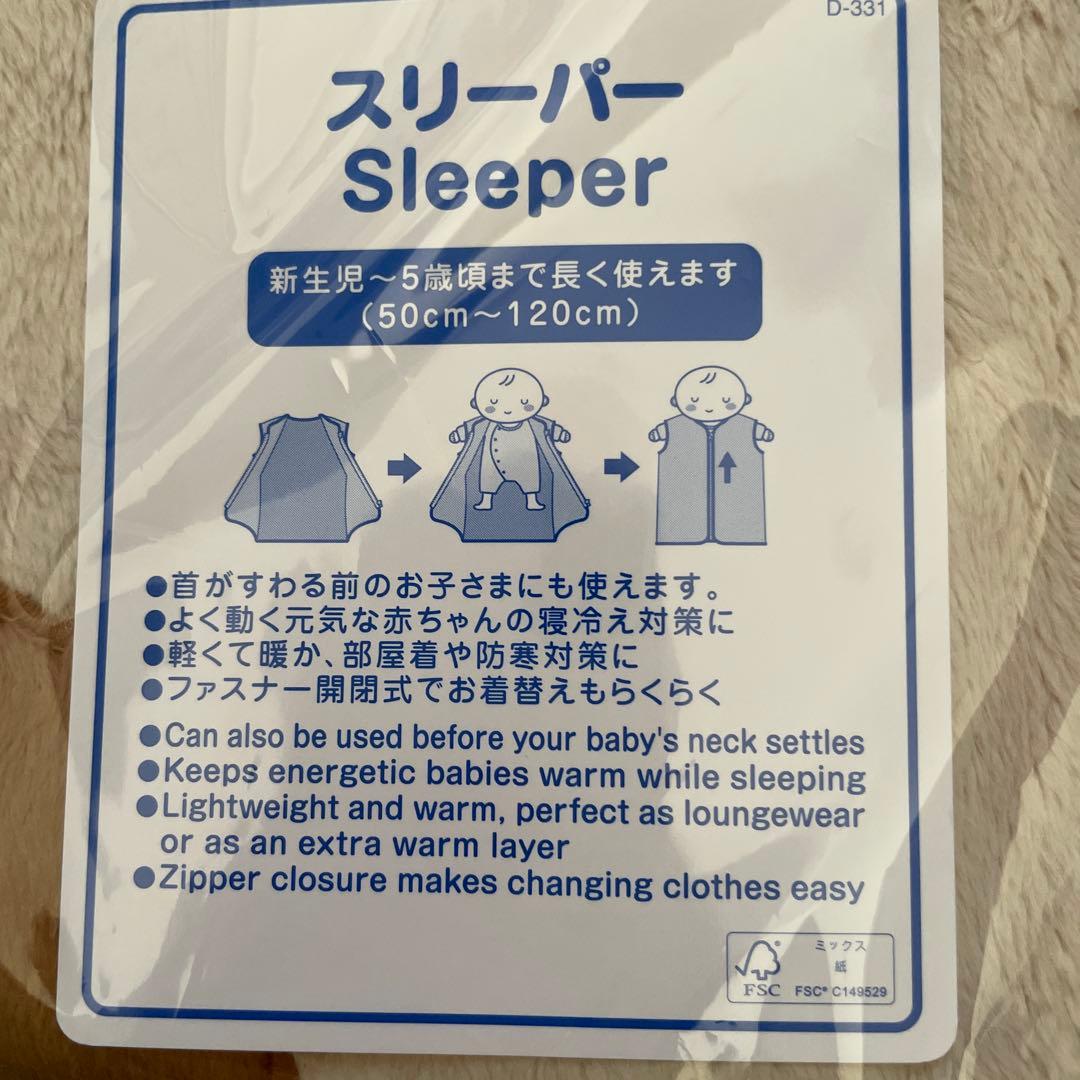 D-331
スリーパー
Sleeper
新生児～5歳頃まで長く使えます
（50cm～120cm）
●首がすわる前のお子さまにも使えます。
●よく動く元気な赤ちゃんの寝冷え対策に
●軽くて暖か、部屋着や防寒対策に
●ファスナー開閉式でお着替えもらくらく
●Can also be used before your baby's neck settles
●Keeps energetic babies warm while sleeping
●Lightweight and warm, perfect as loungewear
or as an extra warm layer
●Zipper closure makes changing clothes easy
ミックス
紙
FSC
FSC® C149529